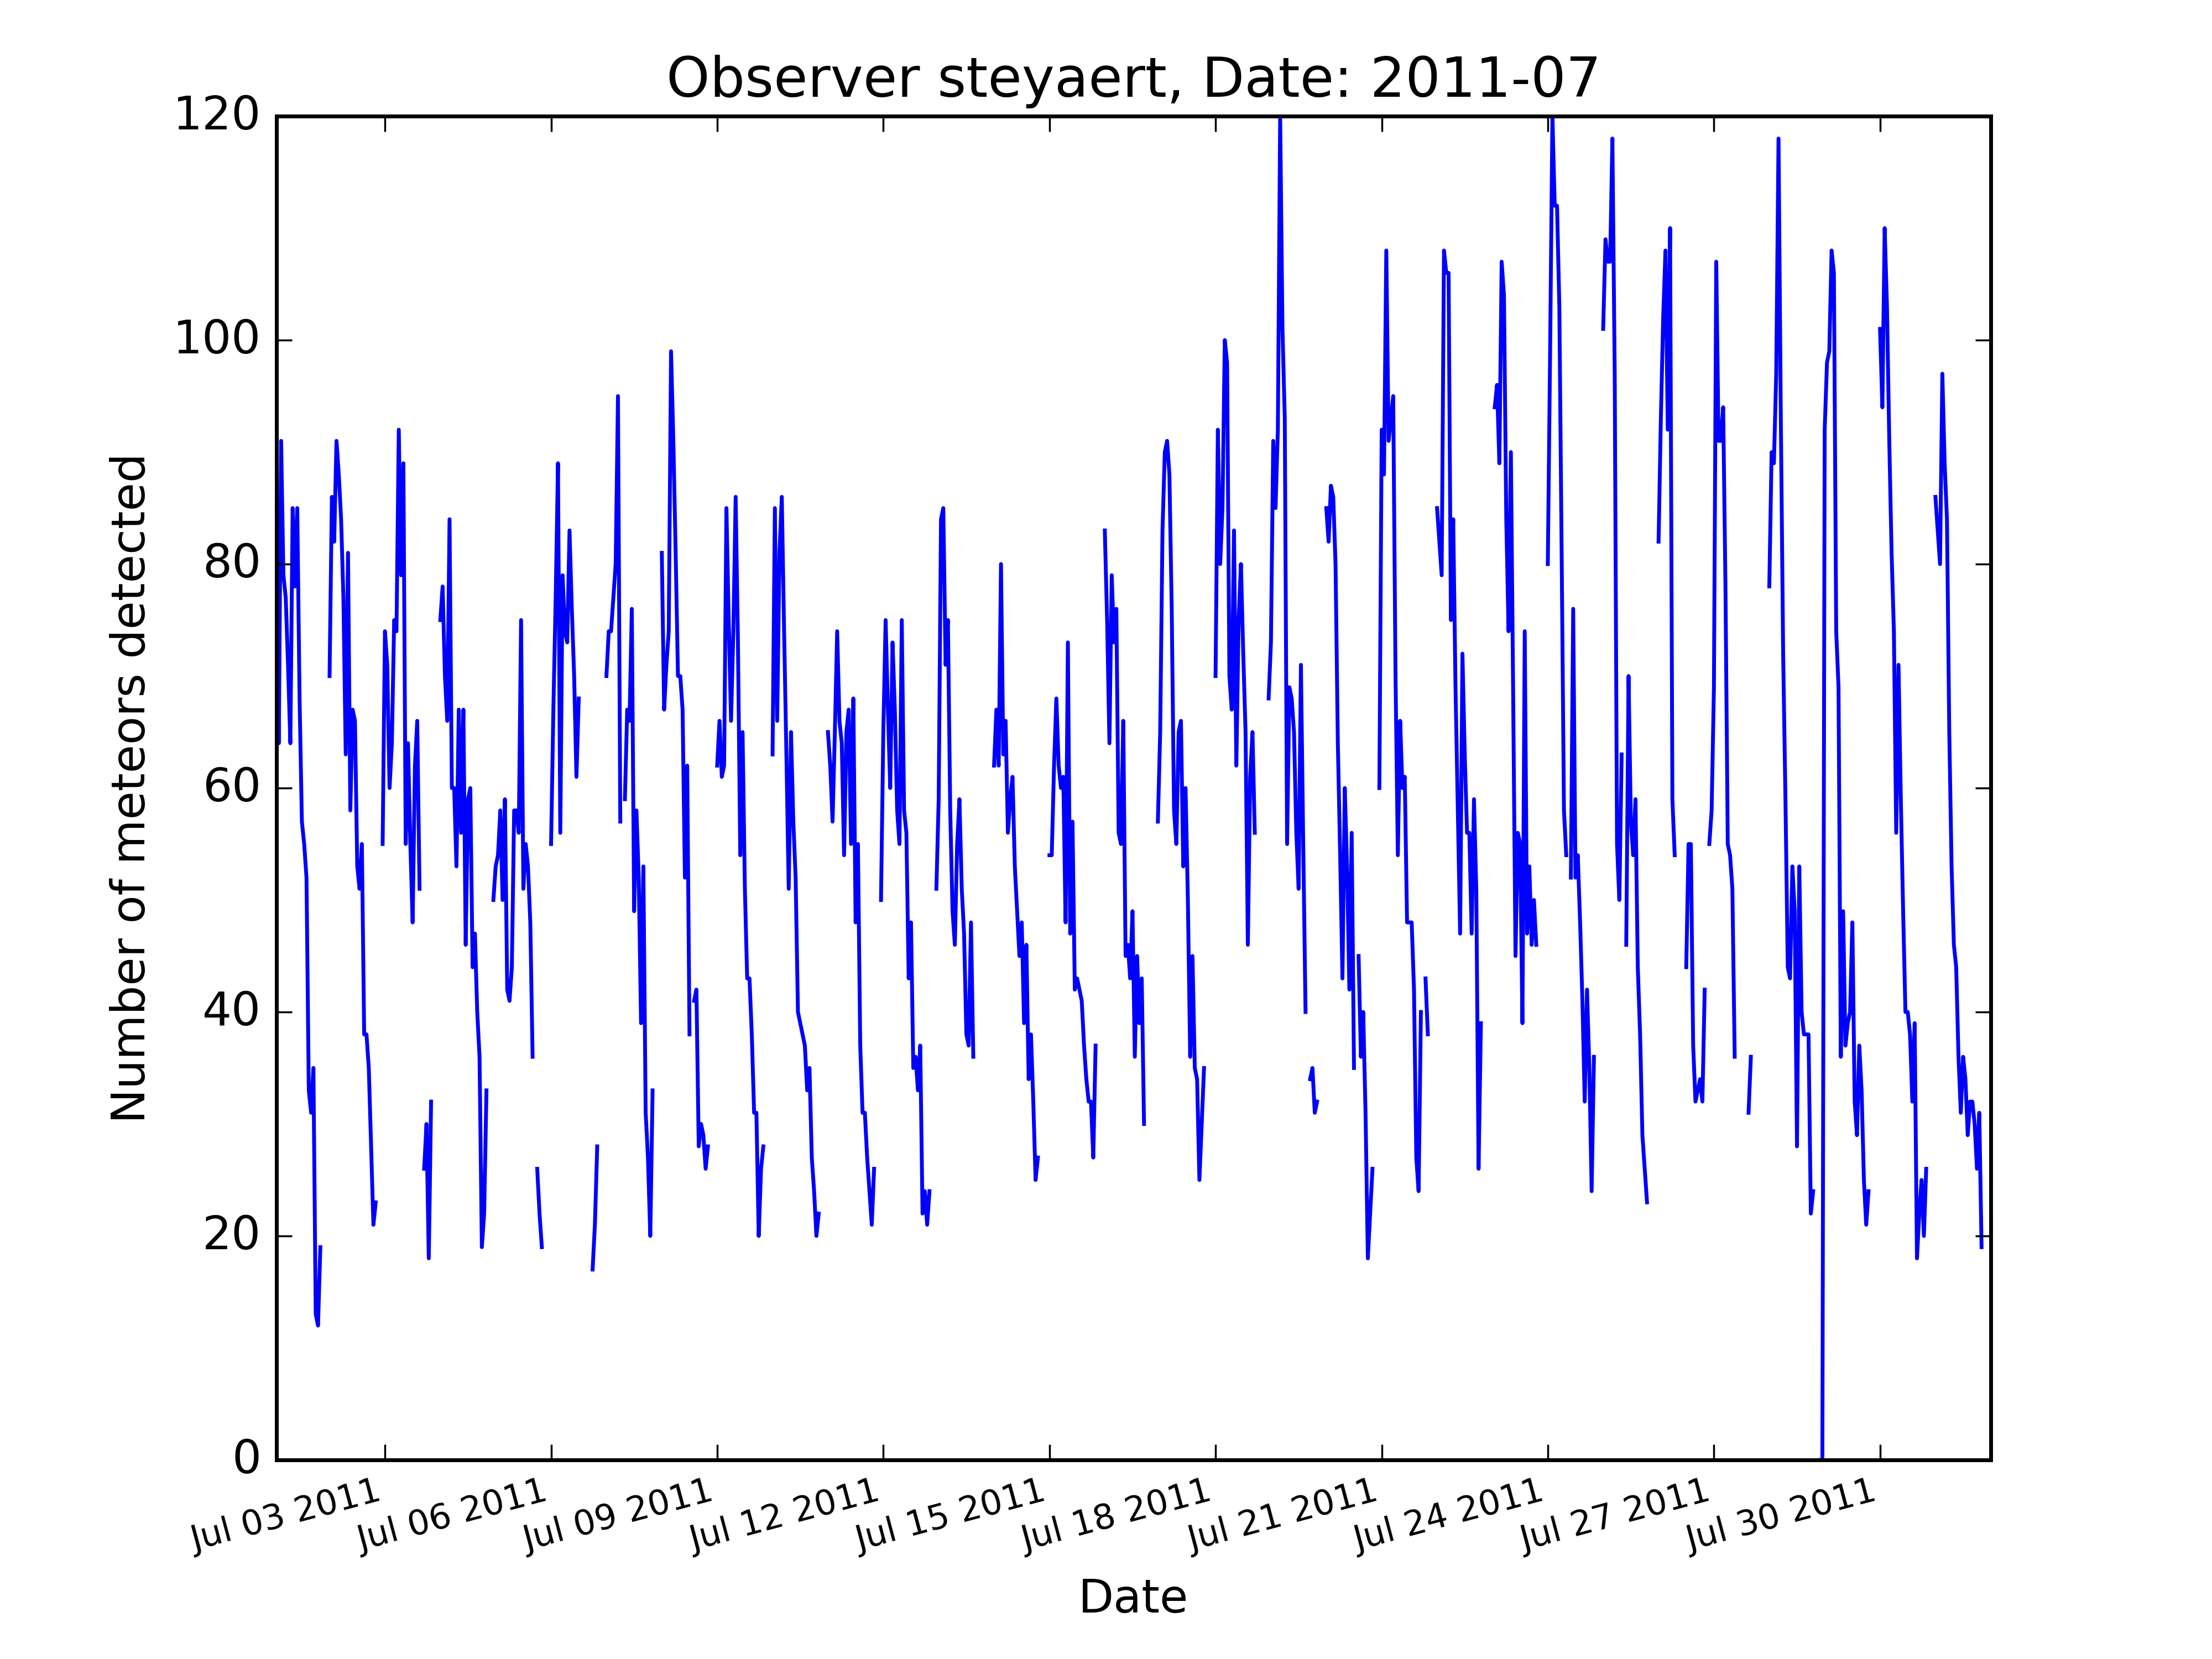 Observer steyaert, Date: 2011-07
120
100
80
60
40
20
0
Number of meteors detected
Jul 03 2011
Jul 06 2011
Jul 09 2011
Jul 12 2011
Jul 15 2011
Jul 18 2011
Jul 21 2011
Jul 24 2011
Jul 27 2011
Jul 30 2011
Date